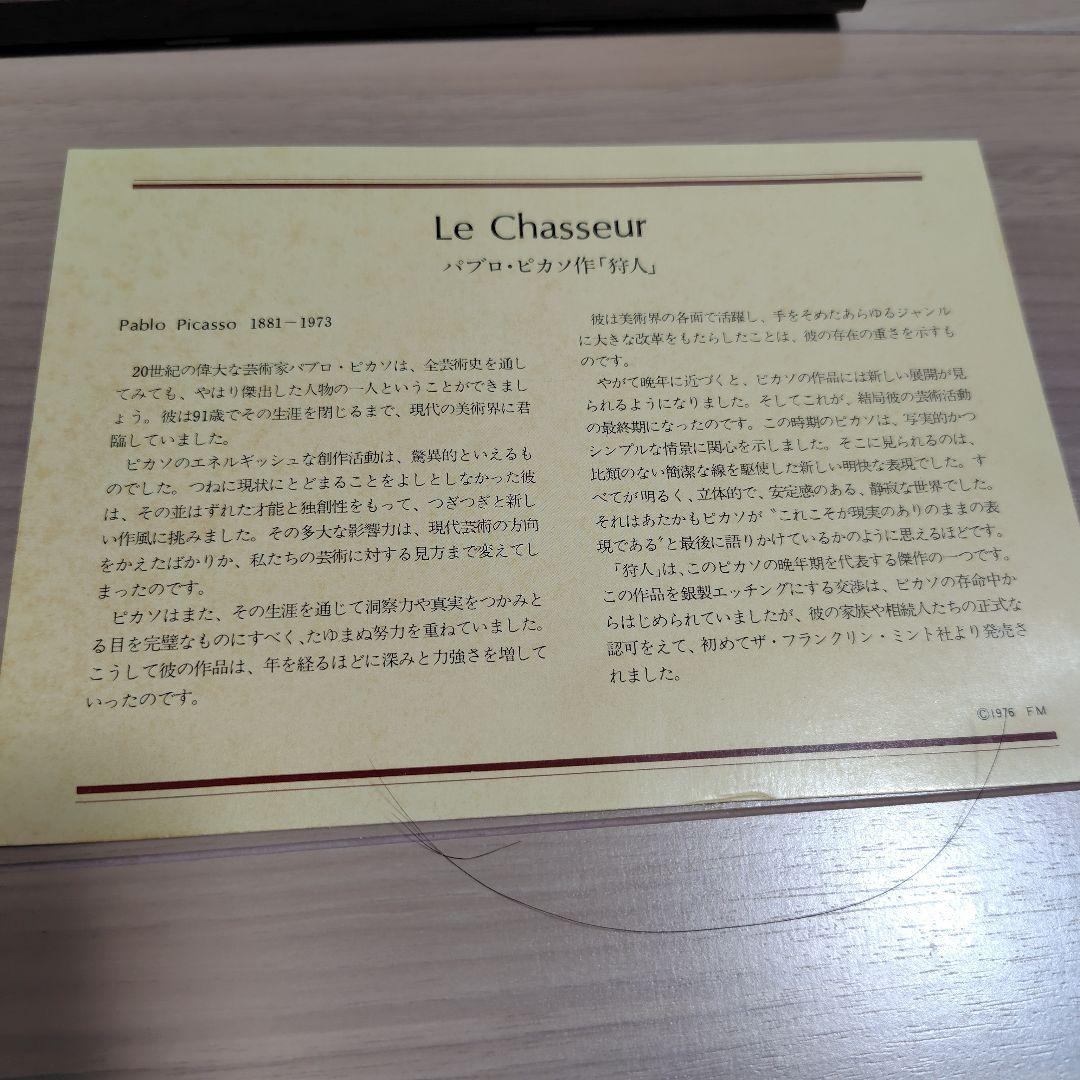 Le Chasseur
パブロ・ピカソ作「狩人」
Pablo Picasso 1881－1973
20世紀の偉大な芸術家パブロ・ピカソは、全芸術史を通し
てみても、やはり傑出した人物の一人ということができまし
ょう。彼は91歳でその生涯を閉じるまで、現代の美術界に君
臨していました。
ピカソのエネルギッシュな創作活動は、驚異的といえるも
のでした。つねに現状にとどまることをよしとしなかった彼
は、その並はずれた才能と独創性をもって、つぎつぎと新し
い作風に挑みました。その多大な影響力は、現代芸術の方向
をかえたばかりか、私たちの芸術に対する見方まで変えてし
まったのです。
ピカソはまた、その生涯を通じて洞察力や真実をつかみと
る目を完璧なものにすべく、たゆまぬ努力を重ねていました。
こうして彼の作品は、年を経るほどに深みと力強さを増して
いったのです。
彼は美術界の各面で活躍し、手をそめたあらゆるジャンル
に大きな改革をもたらしたことは、彼の存在の重さを示すも
のです。
やがて晩年に近づくと、ピカソの作品には新しい展開が見
られるようになりました。そしてこれが、結局彼の芸術活動
の最終期になったのです。この時期のピカソは、写実的かつ
シンプルな情景に関心を示しました。そこに見られるのは、
比類のない簡潔な線を駆使した新しい明快な表現でした。す
べてが明るく、立体的で、安定感のある、静寂な世界でした。
それはあたかもピカソが〝これこそが現実のありのままの表
現である〟と最後に語りかけているかのように思えるほどです。
「狩人」は、このピカソの晩年期を代表する傑作の一つです。
この作品を銀製エッチングにする交渉は、ピカソの存命中か
らはじめられていましたが、彼の家族や相続人たちの正式な
認可をえて、初めてザ・フランクリン・ミント社より発売さ
れました。
©1976 FM